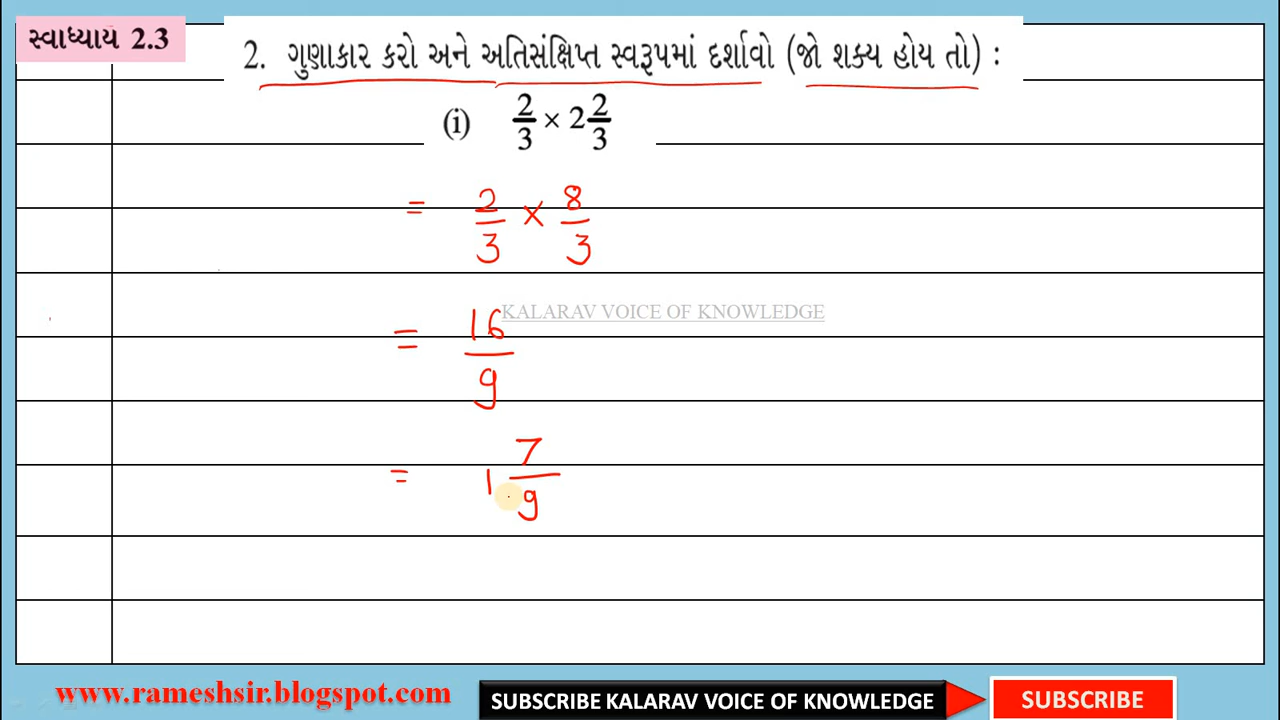 સ્વાધ્યાય 2.3
2. ગુણાકાર કરો અને અતિસંક્ષિપ્ત સ્વરૂપમાં દર્શાવો (જો શક્ય હોય તો) :
(i) 2/3 × 2 2/3
= 2/3 × 8/3
KALARAV VOICE OF KNOWLEDGE
= 16/9
= 1 7/9
www.rameshsir.blogspot.com
SUBSCRIBE KALARAV VOICE OF KNOWLEDGE
SUBSCRIBE